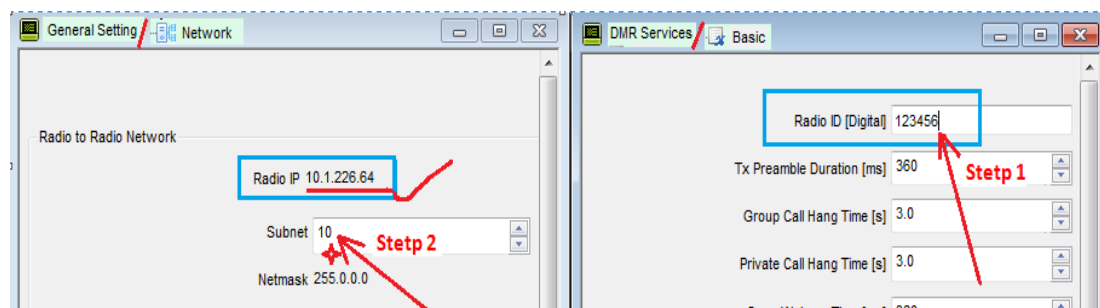 General Setting / Network
Radio to Radio Network
Radio IP 10.1.226.64
Subnet 10
Stetp 2
Netmask 255.0.0.0
DMR Services / Basic
Radio ID [Digital] 123456
Tx Preamble Duration [ms] 360
Stetp 1
Group Call Hang Time [s] 3.0
Private Call Hang Time [s] 3.0